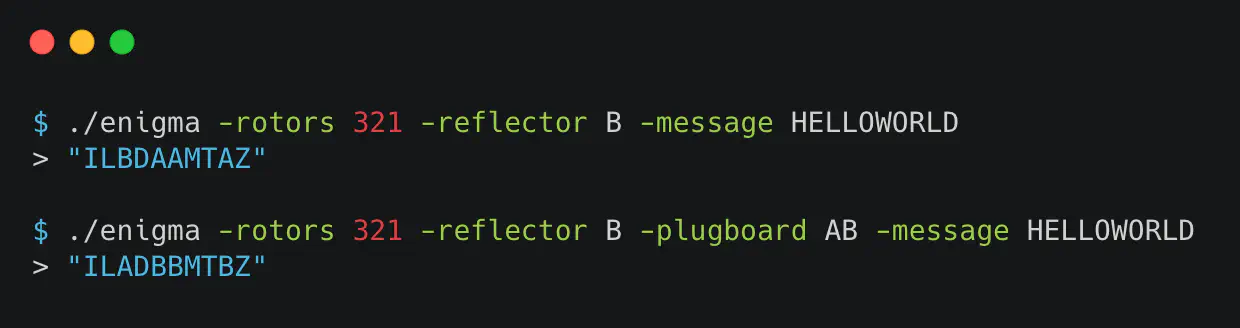 $ ./enigma -rotors 321 -reflector B -message HELLOWORLD
> "ILBDAAMTAZ"
$ ./enigma -rotors 321 -reflector B -plugboard AB -message HELLOWORLD
> "ILADBBMTBZ"